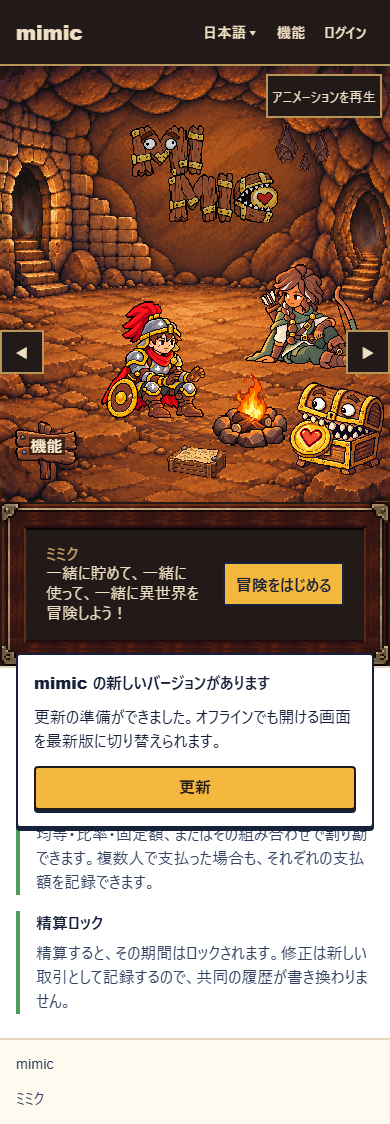 mimic
日本語 ▾
機能
ログイン
アニメーションを再生
MIMIC
◀
▶
機能
ミミク
一緒に貯めて、一緒に
使って、一緒に異世界を
冒険しよう！
冒険をはじめる
mimic の新しいバージョンがあります
更新の準備ができました。オフラインでも開ける画面
を最新版に切り替えられます。
更新
均等・比率・固定額、またはその組み合わせで割り勘
できます。複数人で支払った場合も、それぞれの支払
額を記録できます。
精算ロック
精算すると、その期間はロックされます。修正は新しい
取引として記録するので、共同の履歴が書き換わりま
せん。
mimic
ミミク